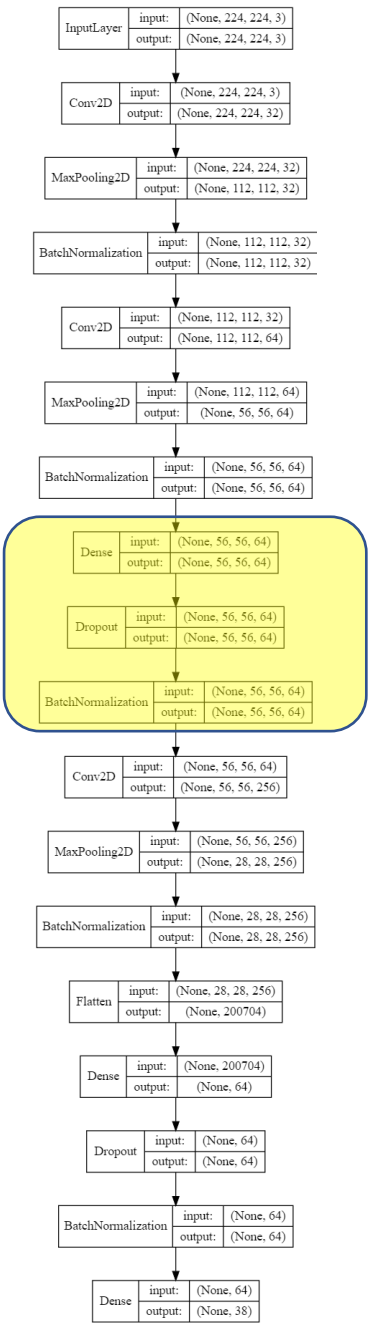 InputLayer input: (None, 224, 224, 3)
output: (None, 224, 224, 3)
Conv2D input: (None, 224, 224, 3)
output: (None, 224, 224, 32)
MaxPooling2D input: (None, 224, 224, 32)
output: (None, 112, 112, 32)
BatchNormalization input: (None, 112, 112, 32)
output: (None, 112, 112, 32)
Conv2D input: (None, 112, 112, 32)
output: (None, 112, 112, 64)
MaxPooling2D input: (None, 112, 112, 64)
output: (None, 56, 56, 64)
BatchNormalization input: (None, 56, 56, 64)
output: (None, 56, 56, 64)
Dense input: (None, 56, 56, 64)
output: (None, 56, 56, 64)
Dropout input: (None, 56, 56, 64)
output: (None, 56, 56, 64)
BatchNormalization input: (None, 56, 56, 64)
output: (None, 56, 56, 64)
Conv2D input: (None, 56, 56, 64)
output: (None, 56, 56, 256)
MaxPooling2D input: (None, 56, 56, 256)
output: (None, 28, 28, 256)
BatchNormalization input: (None, 28, 28, 256)
output: (None, 28, 28, 256)
Flatten input: (None, 28, 28, 256)
output: (None, 200704)
Dense input: (None, 200704)
output: (None, 64)
Dropout input: (None, 64)
output: (None, 64)
BatchNormalization input: (None, 64)
output: (None, 64)
Dense input: (None, 64)
output: (None, 38)